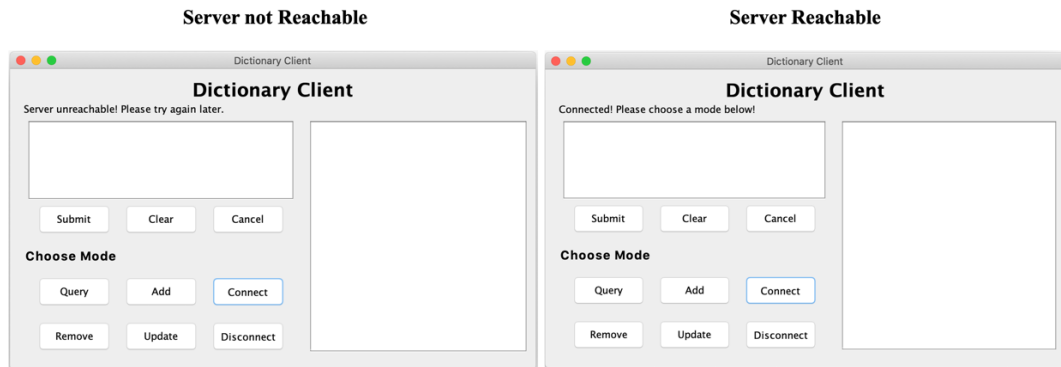 Server not Reachable
Dictionary Client
Dictionary Client
Server unreachable! Please try again later.
Submit Clear Cancel
Choose Mode
Query Add Connect
Remove Update Disconnect
Server Reachable
Dictionary Client
Dictionary Client
Connected! Please choose a mode below!
Submit Clear Cancel
Choose Mode
Query Add Connect
Remove Update Disconnect